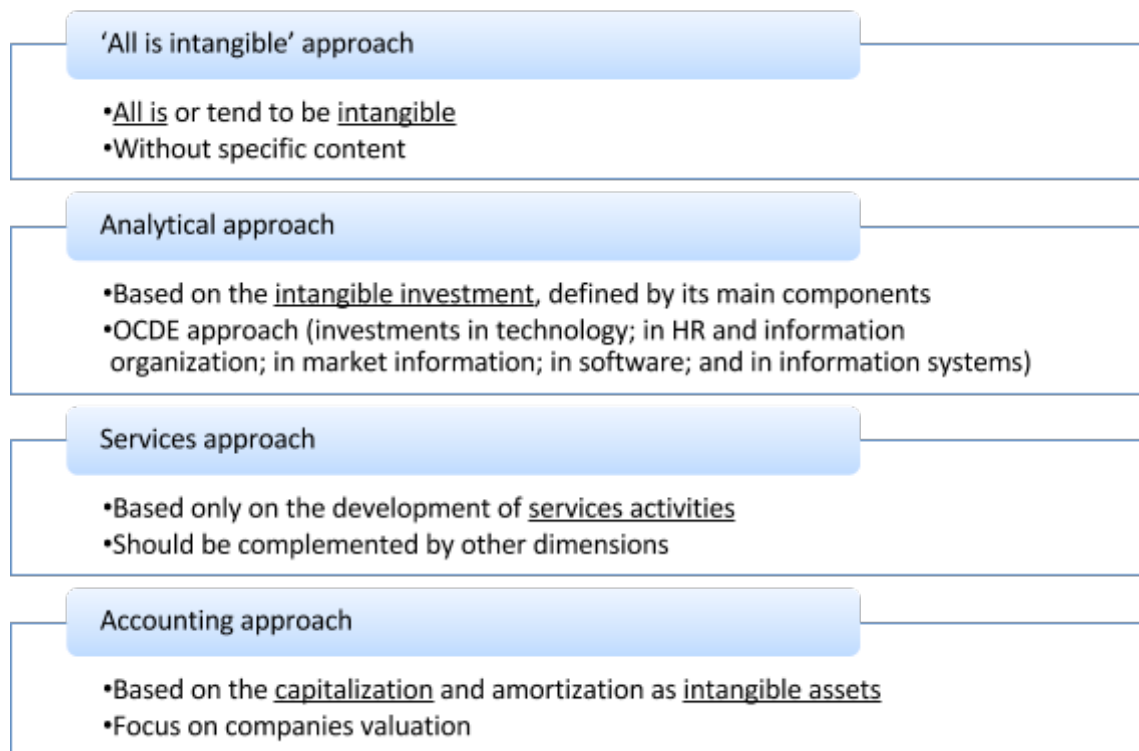 ‘All is intangible’ approach
•All is or tend to be intangible
•Without specific content
Analytical approach
•Based on the intangible investment, defined by its main components
•OCDE approach (investments in technology; in HR and information
organization; in market information; in software; and in information systems)
Services approach
•Based only on the development of services activities
•Should be complemented by other dimensions
Accounting approach
•Based on the capitalization and amortization as intangible assets
•Focus on companies valuation